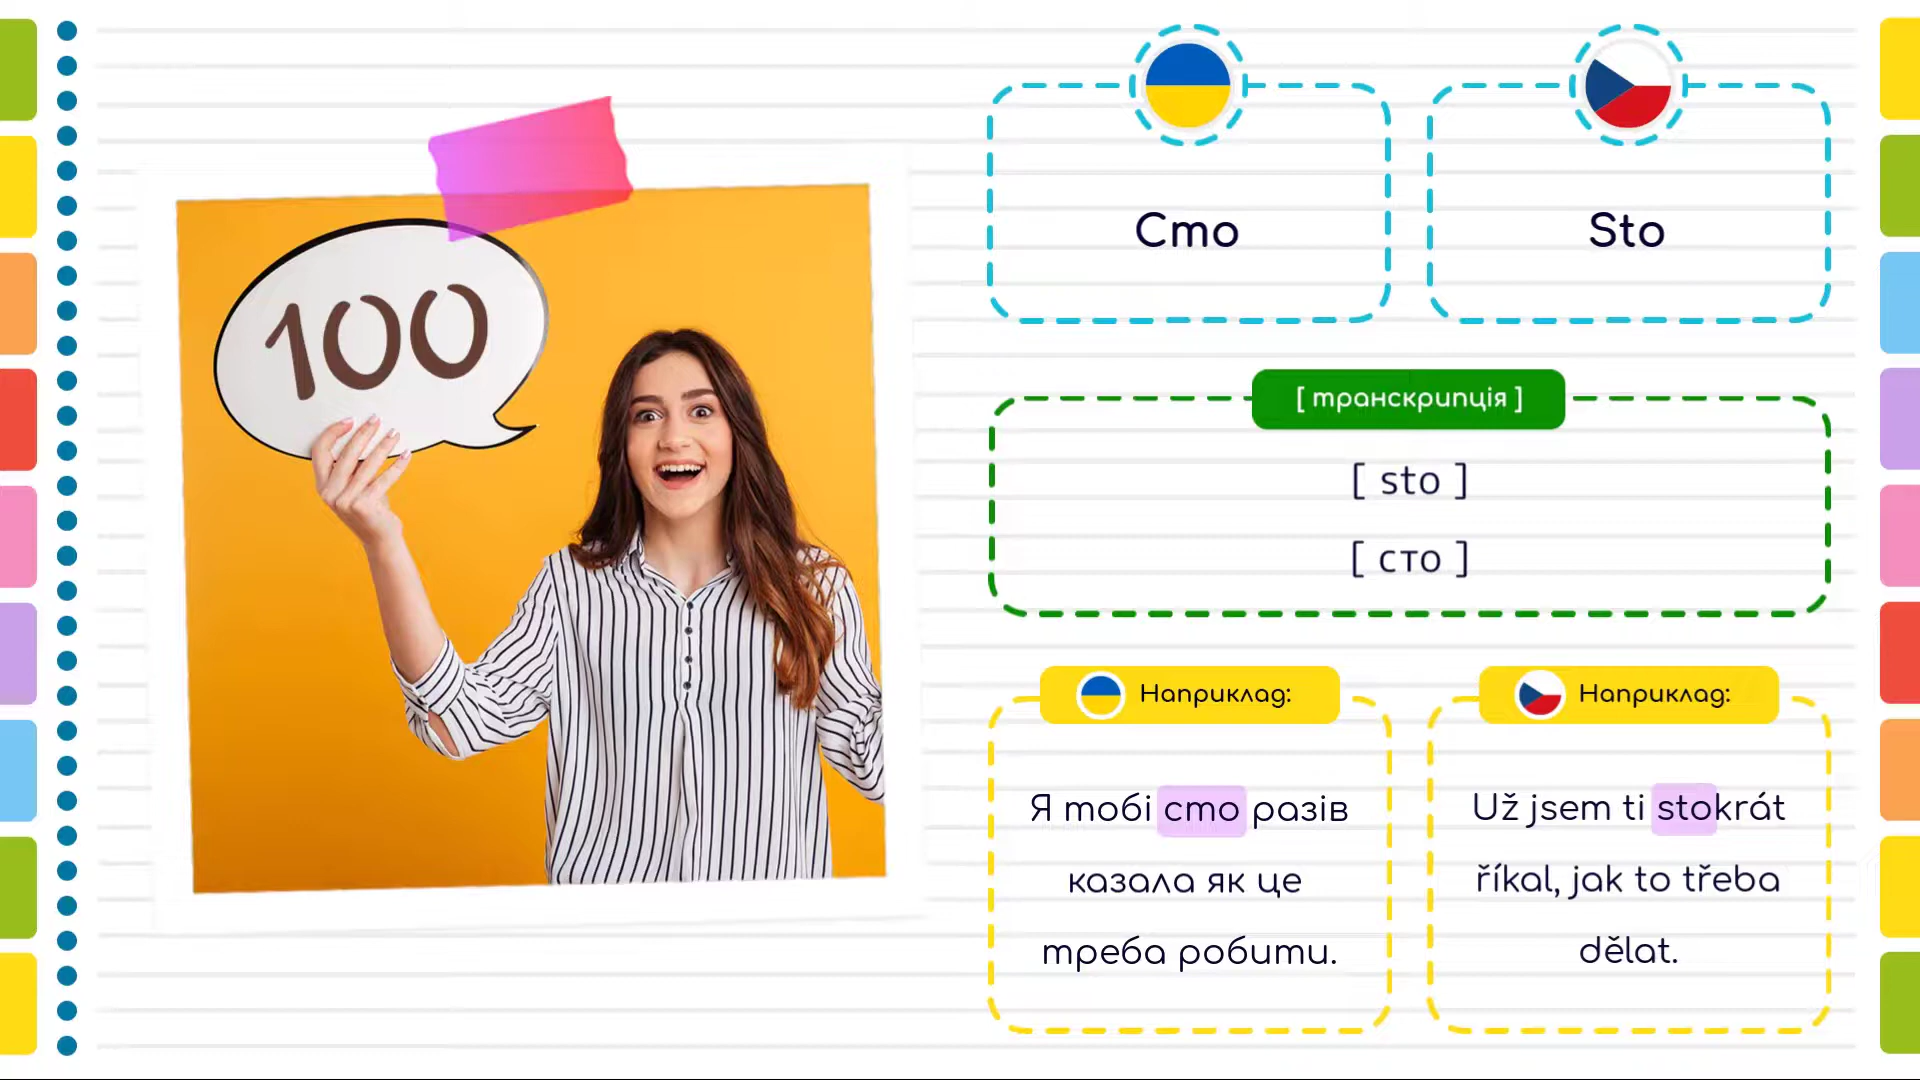 100
Сто
Sto
[ транскрипція ]
[ sto ]
[ сто ]
Наприклад:
Я тобі сто разів
казала як це
треба робити.
Наприклад:
Už jsem ti stokrát
říkal, jak to třeba
dělat.